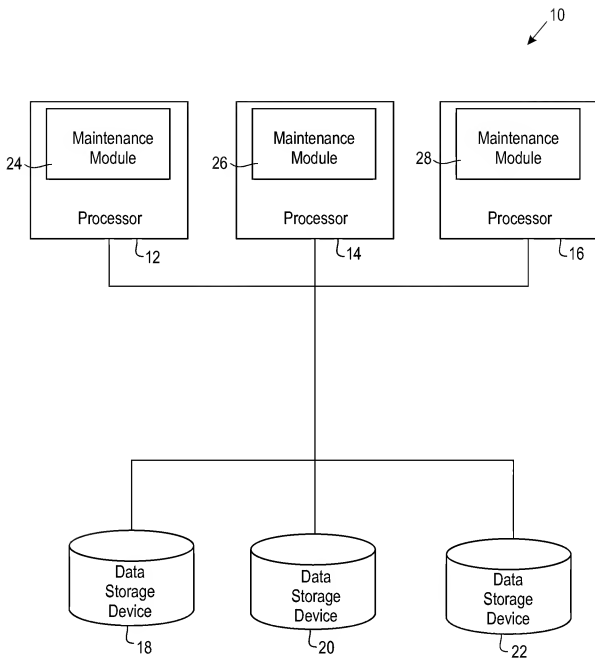 10
Maintenance
Module
24
Processor
12
Maintenance
Module
26
Processor
14
Maintenance
Module
28
Processor
16
Data
Storage
Device
18
Data
Storage
Device
20
Data
Storage
Device
22